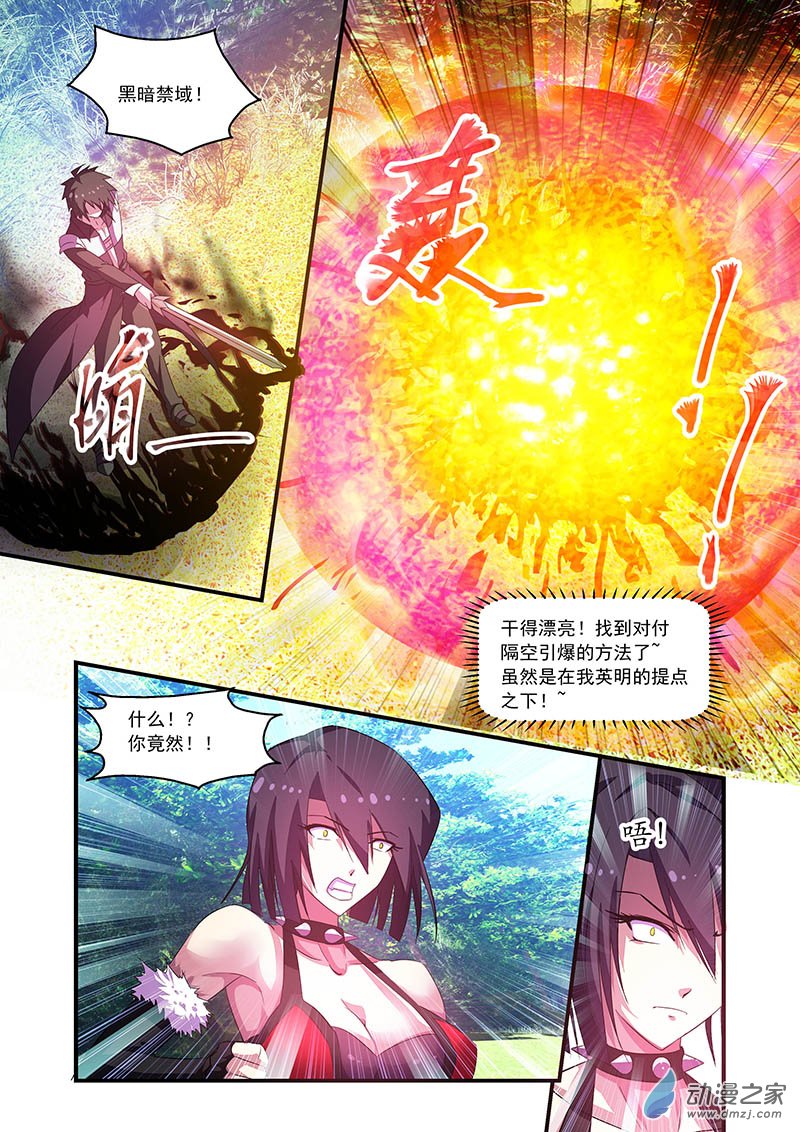 黑暗禁域！
轰
嗡一
干得漂亮！找到对付
隔空引爆的方法了~
虽然是在我英明的提点
之下！~
什么！？
你竟然！！
唔！
动漫之家
www.dmzj.com